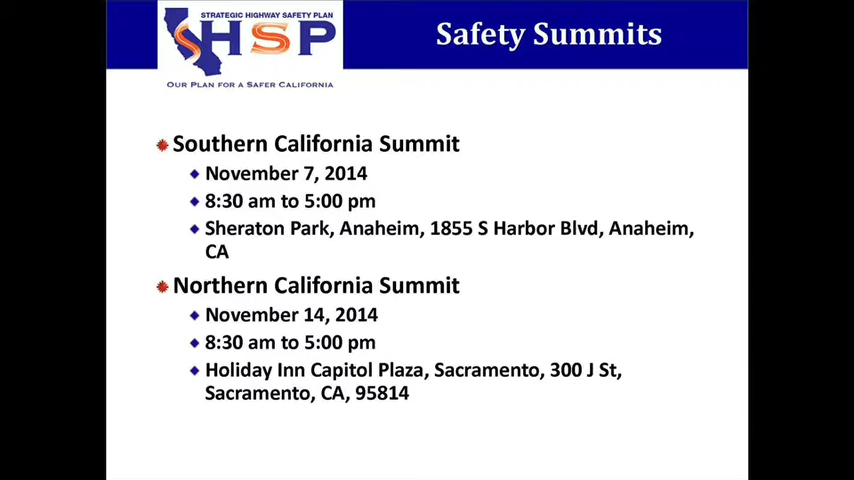 STRATEGIC HIGHWAY SAFETY PLAN
SHSP
OUR PLAN FOR A SAFER CALIFORNIA
Safety Summits
Southern California Summit
November 7, 2014
8:30 am to 5:00 pm
Sheraton Park, Anaheim, 1855 S Harbor Blvd, Anaheim,
CA
Northern California Summit
November 14, 2014
8:30 am to 5:00 pm
Holiday Inn Capitol Plaza, Sacramento, 300 J St,
Sacramento, CA, 95814